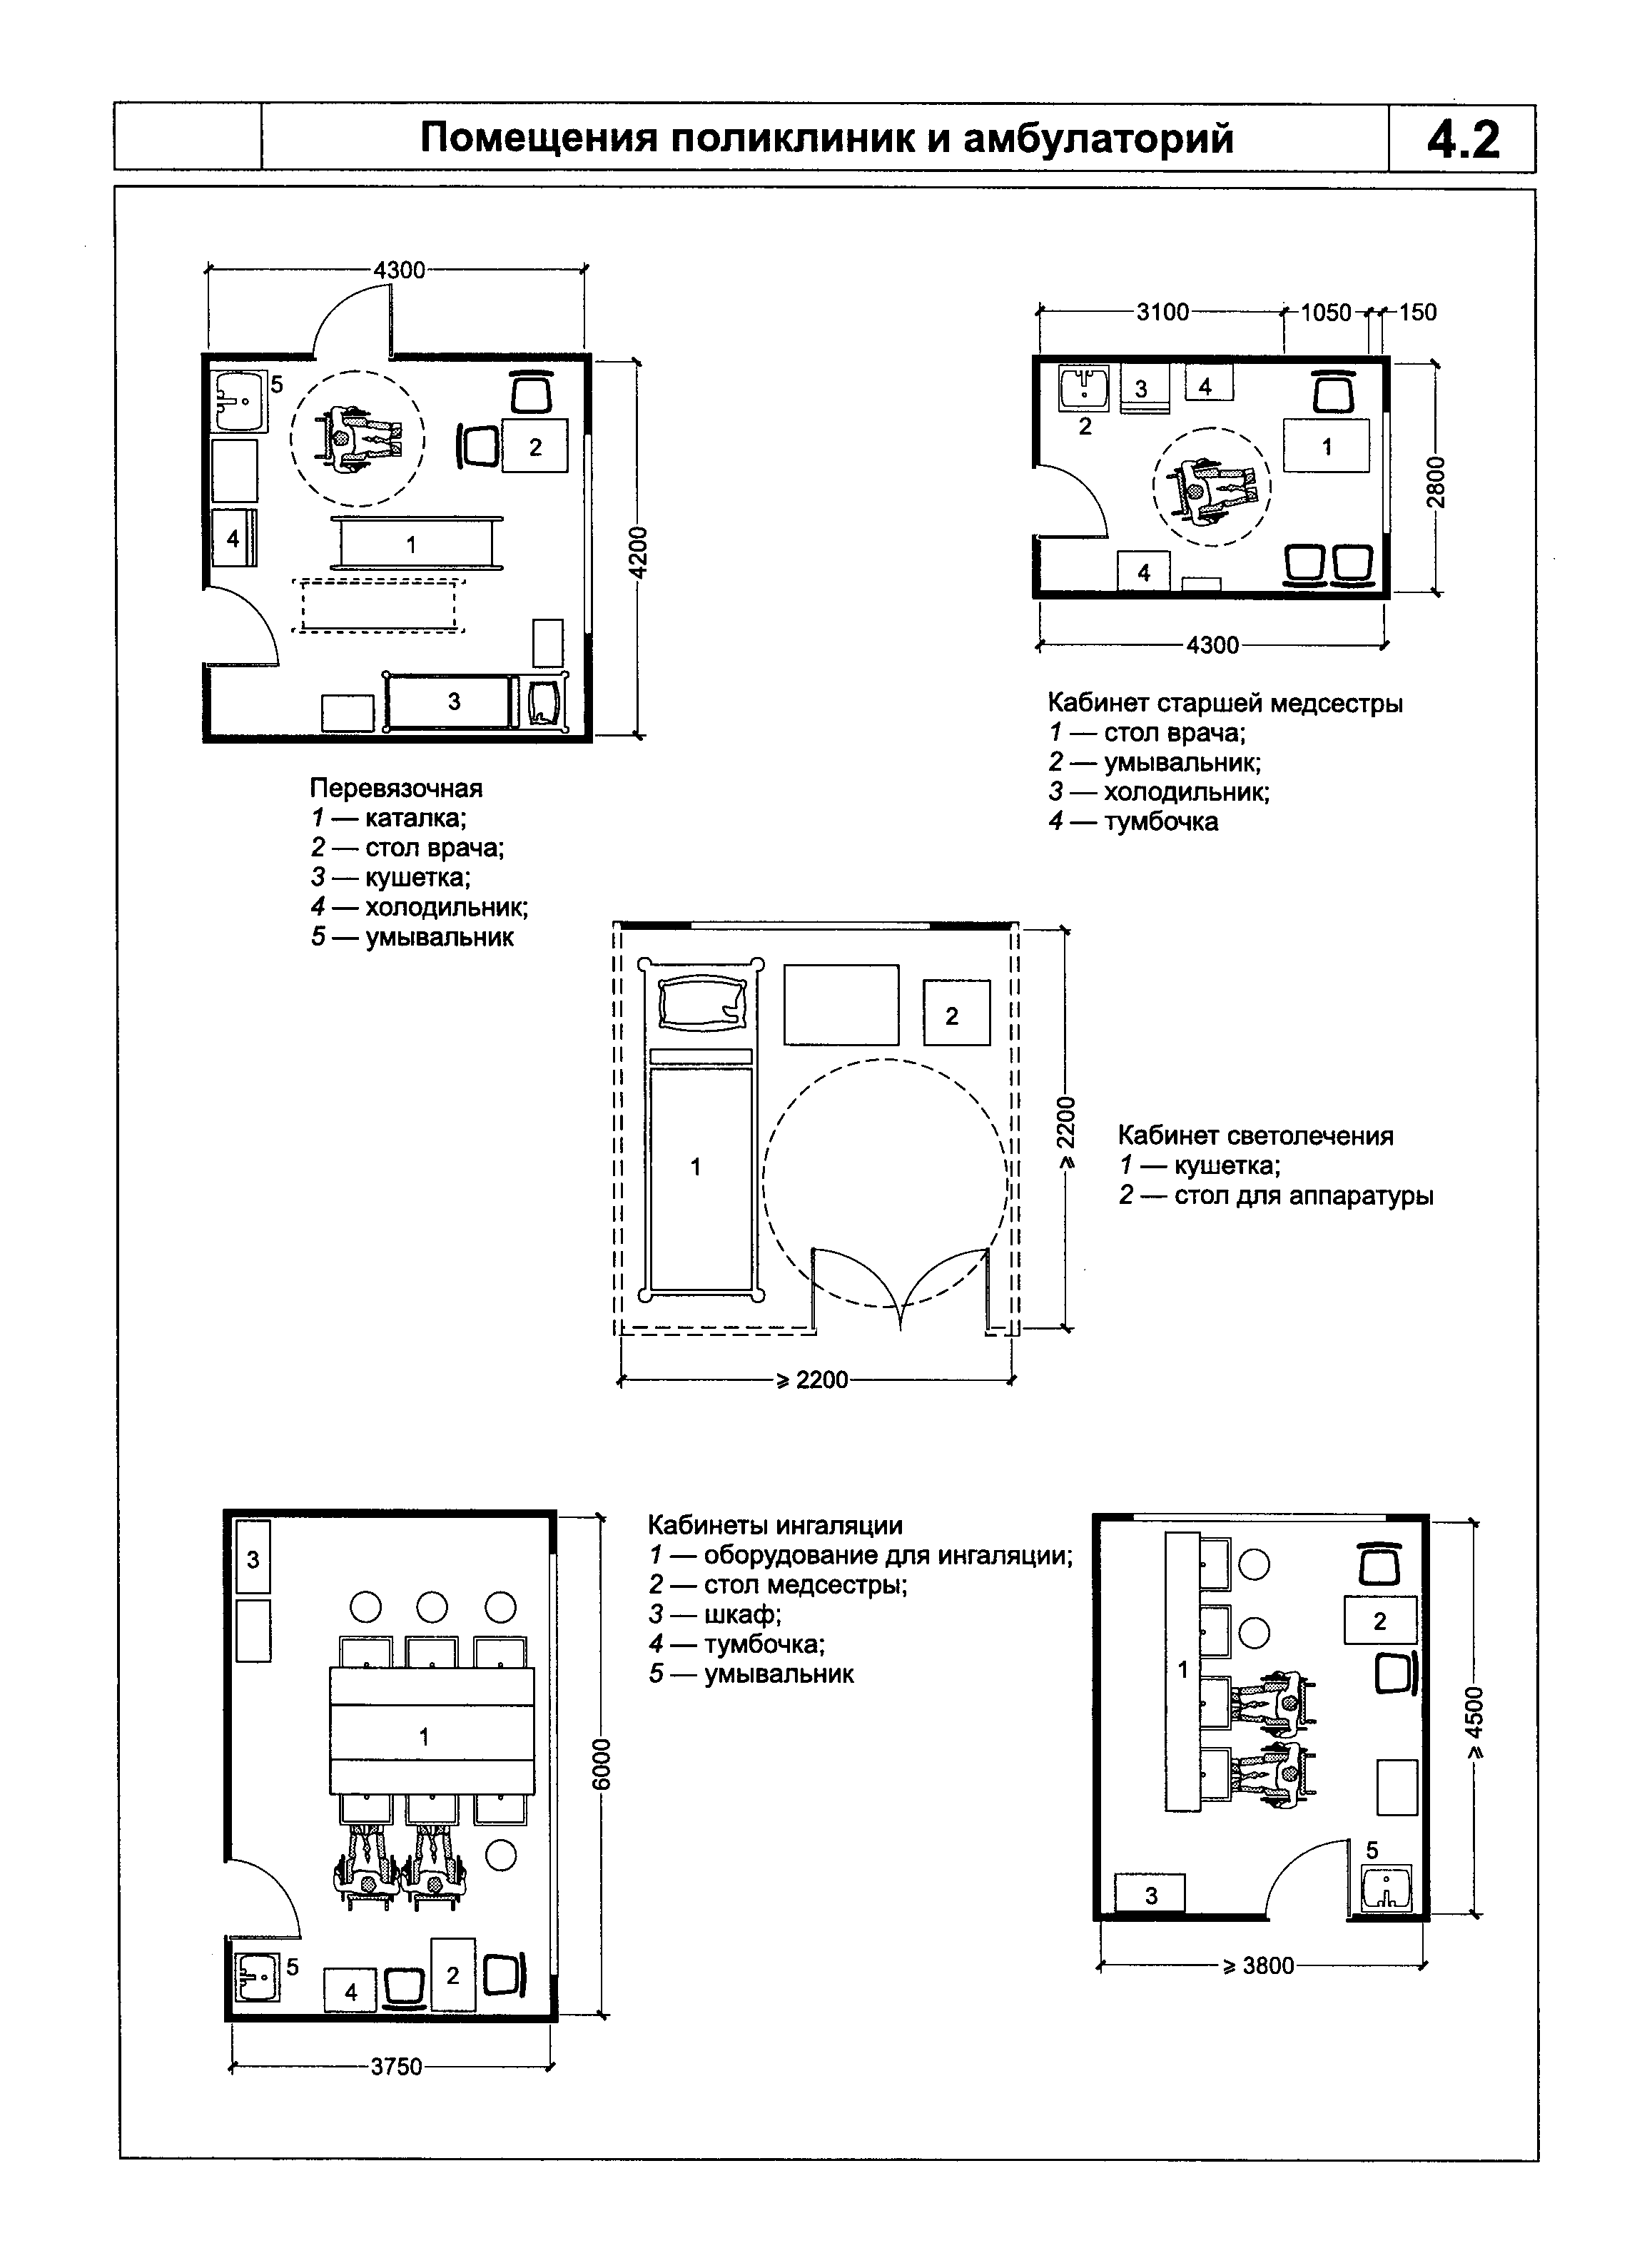 Помещения поликлиник и амбулаторий
4.2
4300
5
2
4
1
3
4200
Перевязочная
1 — каталка;
2 — стол врача;
3 — кушетка;
4 — холодильник;
5 — умывальник
3100
1050
150
3
4
2
1
4
2800
4300
Кабинет старшей медсестры
1 — стол врача;
2 — умывальник;
3 — холодильник;
4 — тумбочка
2
1
⩾ 2200
⩾ 2200
Кабинет светолечения
1 — кушетка;
2 — стол для аппаратуры
3
1
5
4
2
6000
3750
Кабинеты ингаляции
1 — оборудование для ингаляции;
2 — стол медсестры;
3 — шкаф;
4 — тумбочка;
5 — умывальник
2
1
5
3
⩾ 4500
⩾ 3800